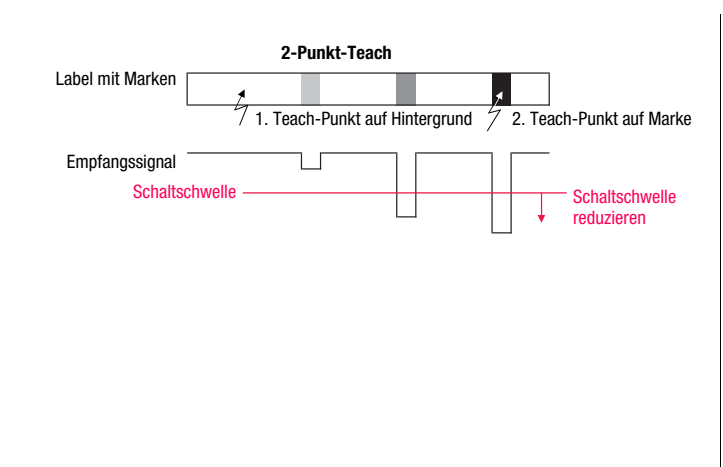 2-Punkt-Teach
Label mit Marken
1. Teach-Punkt auf Hintergrund
2. Teach-Punkt auf Marke
Empfangssignal
Schaltschwelle
Schaltschwelle
reduzieren